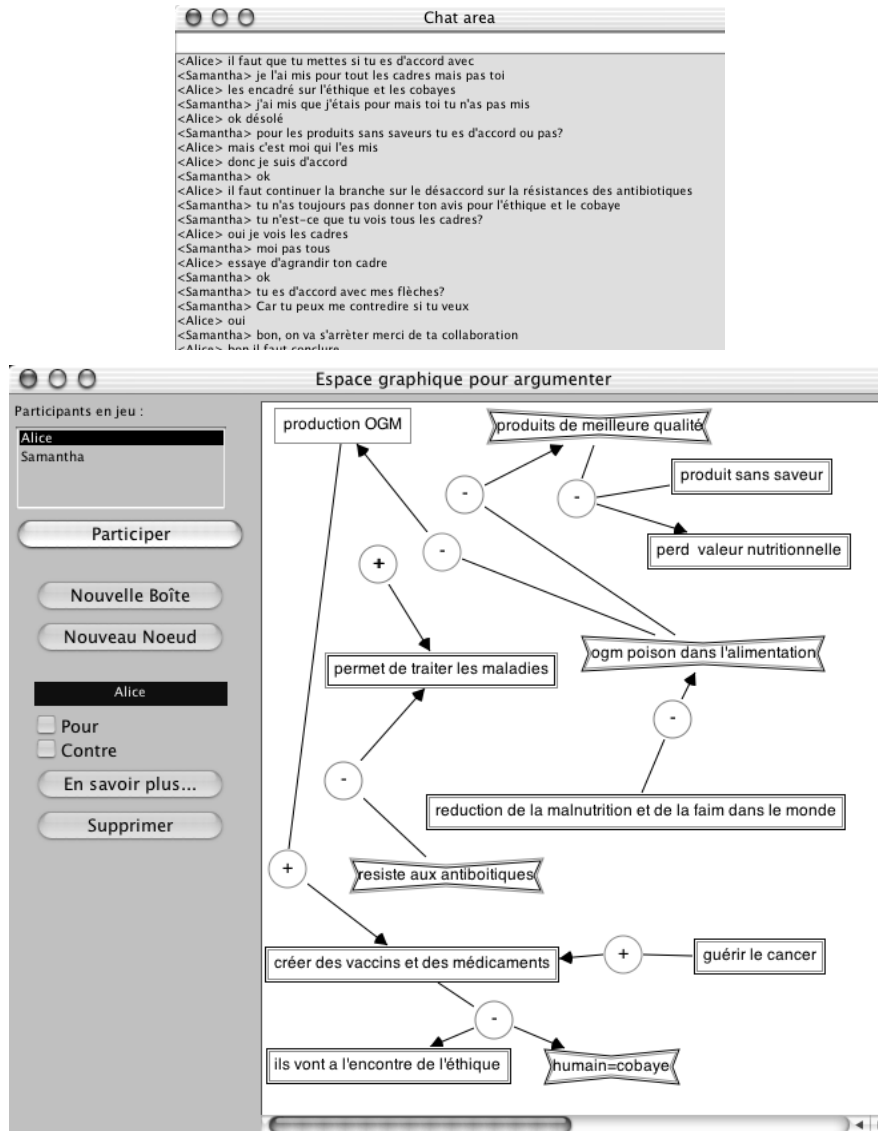 Chat area
<Alice> il faut que tu mettes si tu es d'accord avec
<Samantha> je l'ai mis pour tout les cadres mais pas toi
<Alice> les encadré sur l'éthique et les cobayes
<Samantha> j'ai mis que j'étais pour mais toi tu n'as pas mis
<Alice> ok désolé
<Samantha> pour les produits sans saveurs tu es d'accord ou pas?
<Alice> mais c'est moi qui l'es mis
<Alice> donc je suis d'accord
<Samantha> ok
<Alice> il faut continuer la branche sur le désaccord sur la résistances des antibiotiques
<Samantha> tu n'as toujours pas donner ton avis pour l'éthique et le cobaye
<Samantha> tu n'est-ce que tu vois tous les cadres?
<Alice> oui je vois les cadres
<Samantha> moi pas tous
<Alice> essaye d'agrandir ton cadre
<Samantha> ok
<Samantha> tu es d'accord avec mes flèches?
<Samantha> Car tu peux me contredire si tu veux
<Alice> oui
<Samantha> bon, on va s'arrèter merci de ta collaboration
<Alice> bon il faut conclure
Espace graphique pour argumenter
Participants en jeu :
Alice
Samantha
Participer
Nouvelle Boîte
Nouveau Noeud
Alice
Pour
Contre
En savoir plus...
Supprimer
production OGM
produits de meilleure qualité
produit sans saveur
-
-
perd valeur nutritionnelle
-
+
ogm poison dans l'alimentation
permet de traiter les maladies
-
-
reduction de la malnutrition et de la faim dans le monde
+
resiste aux antiboitiques
créer des vaccins et des médicaments
+
guérir le cancer
-
ils vont a l'encontre de l'éthique
humain=cobaye